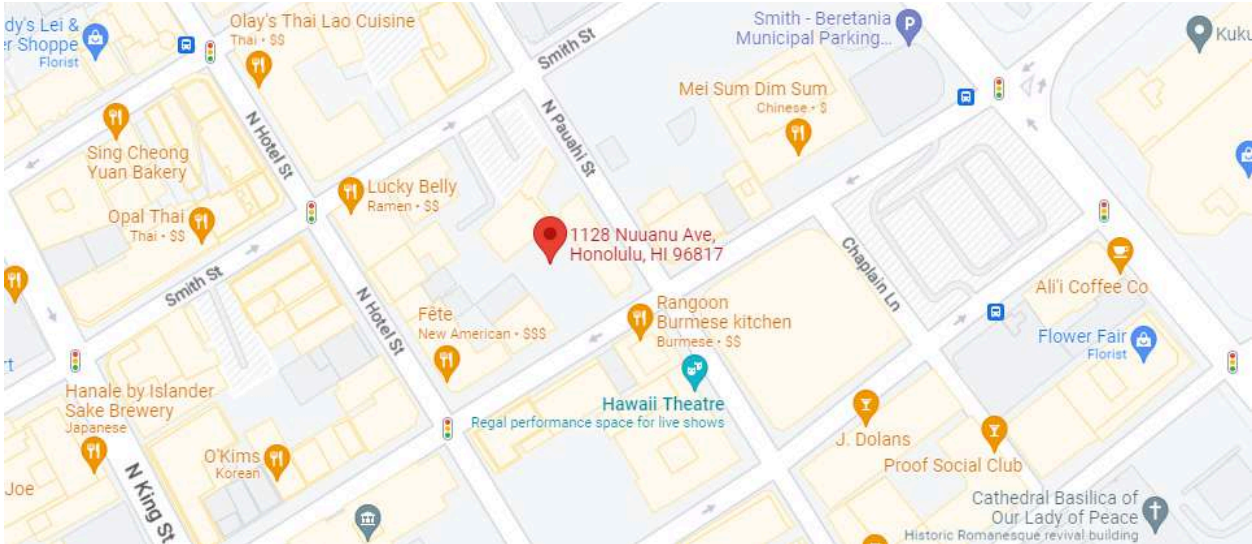 dy's Lei &
r Shoppe
Florist
Olay's Thai Lao Cuisine
Thai • $$
Smith St
Smith - Beretania
Municipal Parking...
P
Kuku
Mei Sum Dim Sum
Chinese • $
N Hotel St
N Pauahi St
Sing Cheong
Yuan Bakery
Lucky Belly
Ramen • $$
Opal Thai
Thai • $$
1128 Nuuanu Ave,
Honolulu, HI 96817
Chaplain Ln
Ali'i Coffee Co
Smith St
N Hotel St
Fête
New American • $$$
Rangoon
Burmese kitchen
Burmese • $$
Flower Fair
Florist
rt
Hanale by Islander
Sake Brewery
Japanese
Hawaii Theatre
Regal performance space for live shows
J. Dolans
Proof Social Club
O'Kims
Korean
Joe
N King St
Cathedral Basilica of
Our Lady of Peace
Historic Romanesque revival building